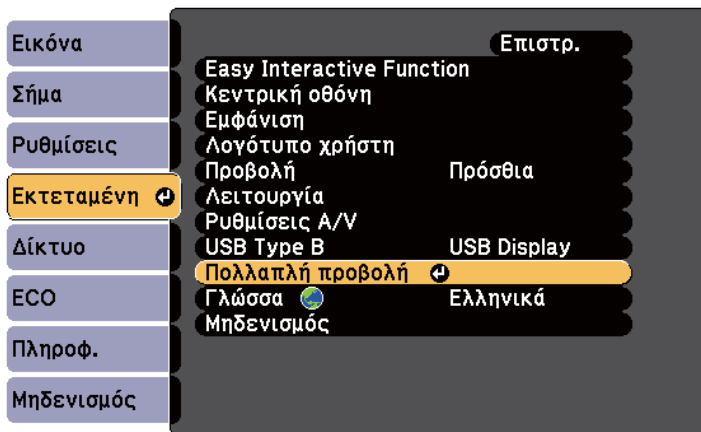 Εικόνα
Σήμα
Ρυθμίσεις
Εκτεταμένη
Δίκτυο
ECO
Πληροφ.
Μηδενισμός
Επιστρ.
Easy Interactive Function
Κεντρική οθόνη
Εμφάνιση
Λογότυπο χρήστη
Προβολή Πρόσθια
Λειτουργία
Ρυθμίσεις A/V
USB Type B USB Display
Πολλαπλή προβολή
Γλώσσα Ελληνικά
Μηδενισμός